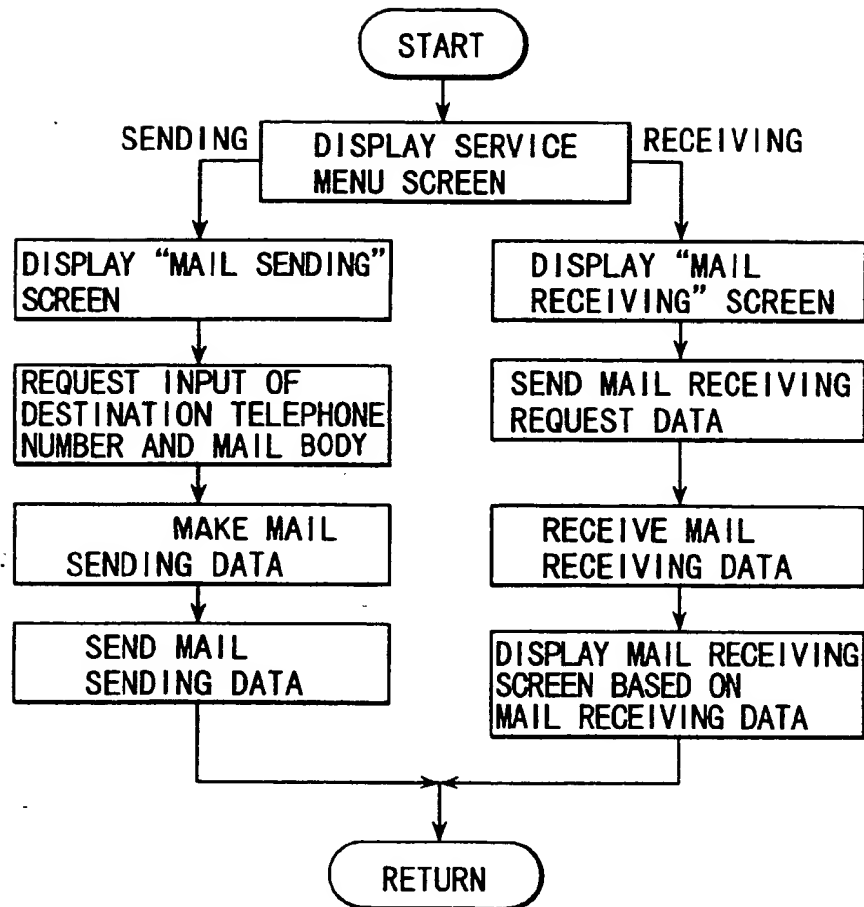 START
SENDING
DISPLAY SERVICE
MENU SCREEN
RECEIVING
DISPLAY “MAIL SENDING”
SCREEN
REQUEST INPUT OF
DESTINATION TELEPHONE
NUMBER AND MAIL BODY
MAKE MAIL
SENDING DATA
SEND MAIL
SENDING DATA
DISPLAY “MAIL
RECEIVING” SCREEN
SEND MAIL RECEIVING
REQUEST DATA
RECEIVE MAIL
RECEIVING DATA
DISPLAY MAIL RECEIVING
SCREEN BASED ON
MAIL RECEIVING DATA
RETURN